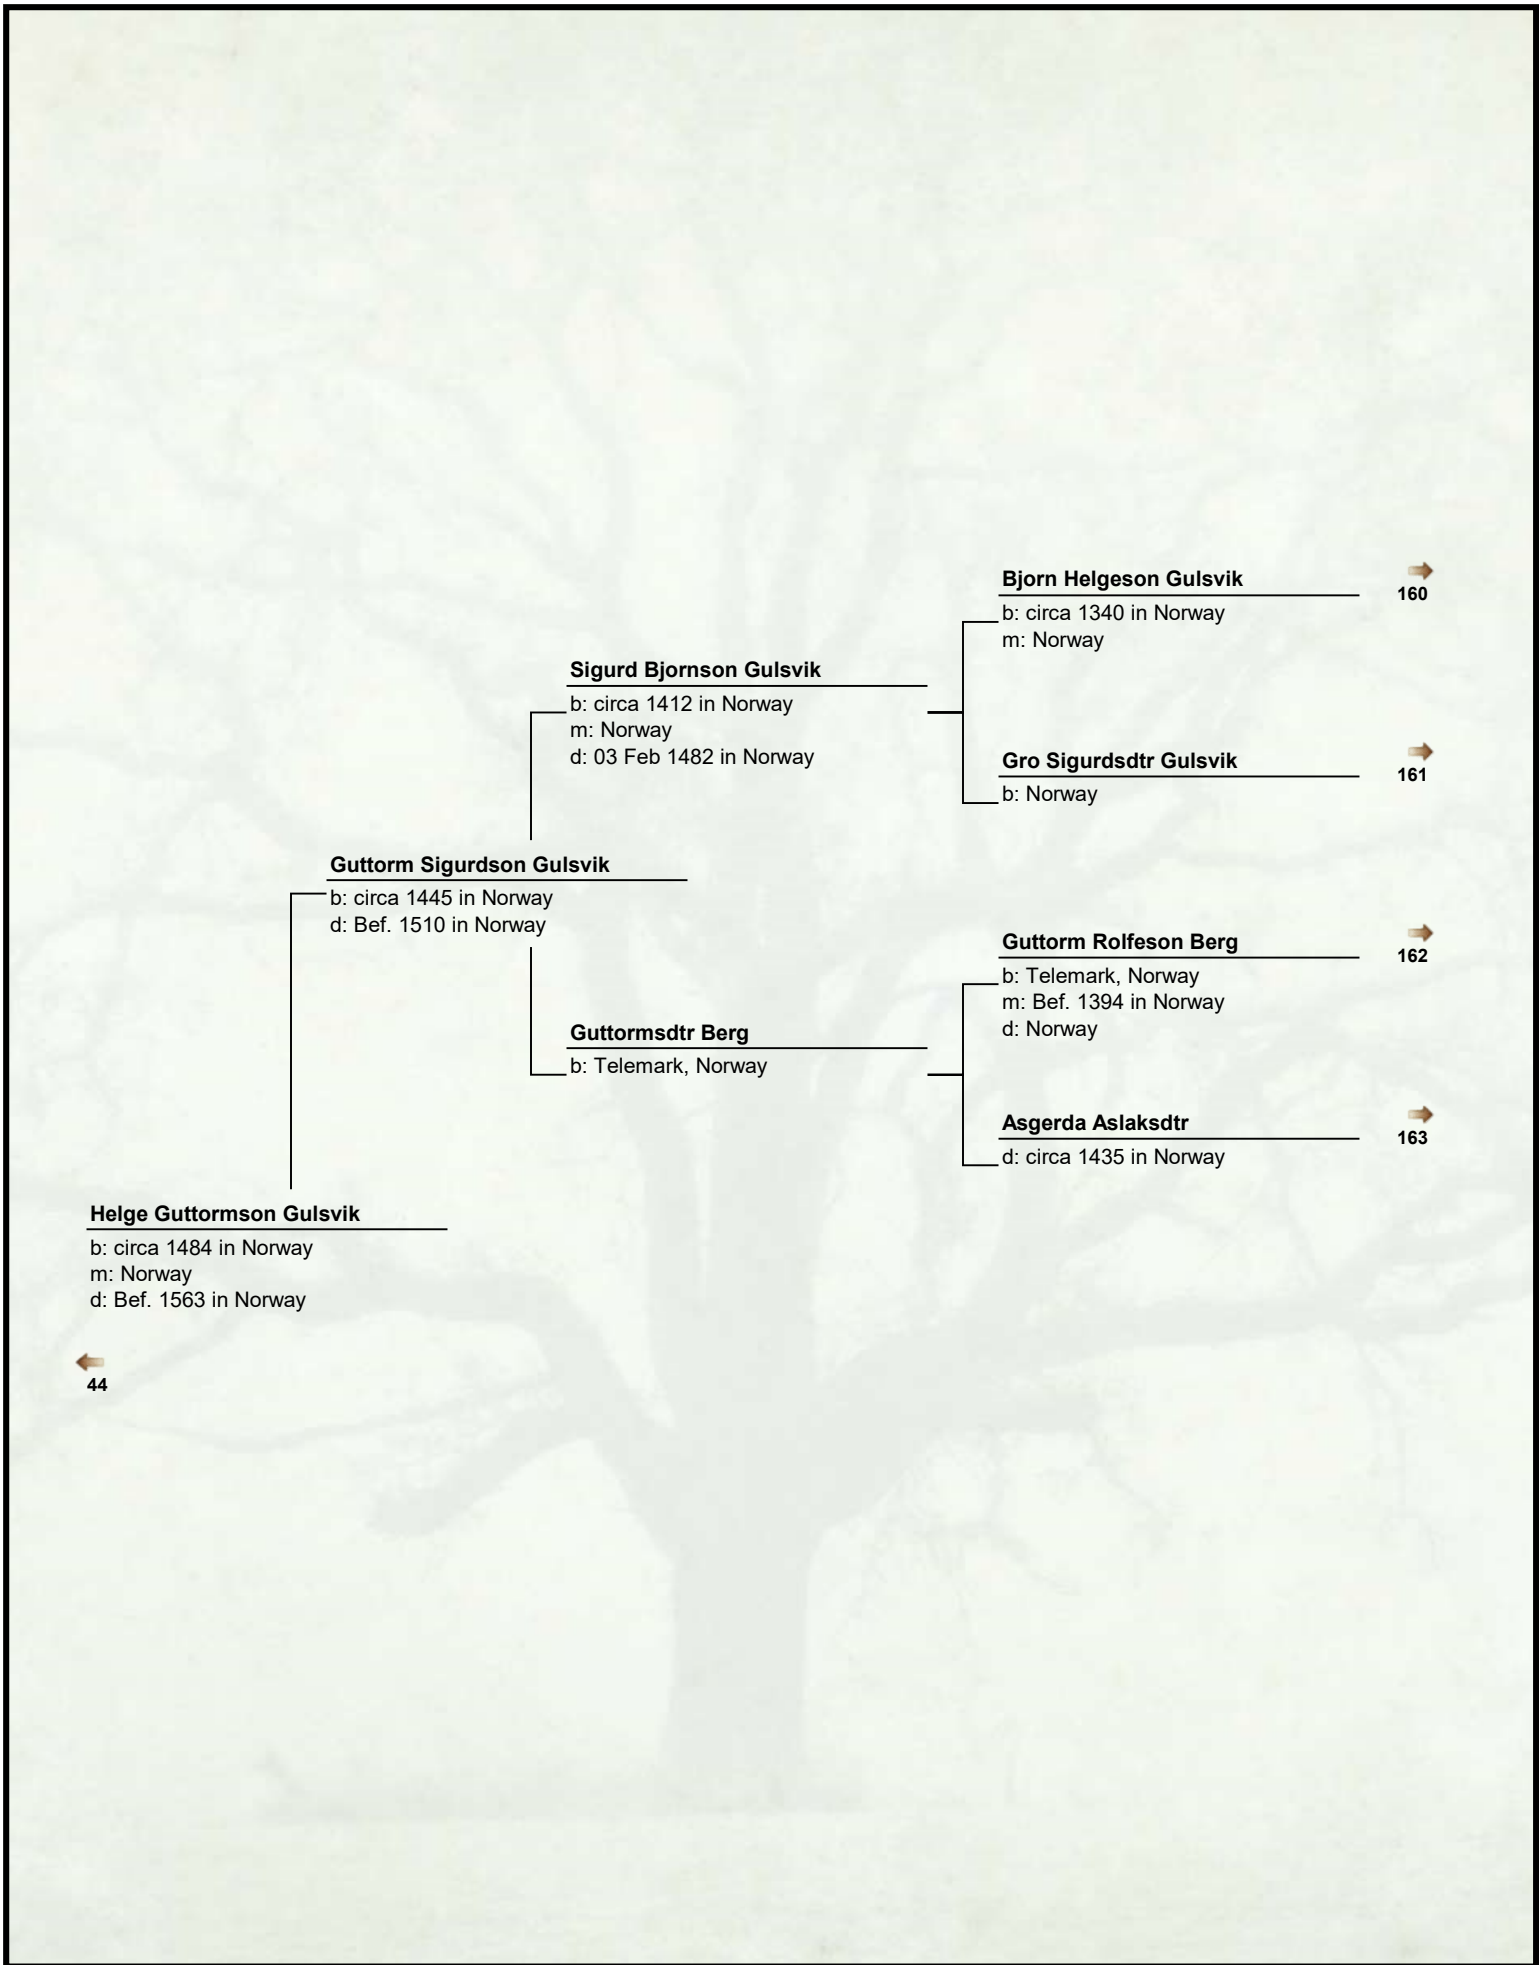 Bjorn Helgeson Gulsvik
b: circa 1340 in Norway
m: Norway
160
Sigurd Bjornson Gulsvik
b: circa 1412 in Norway
m: Norway
d: 03 Feb 1482 in Norway
Gro Sigurdsdtr Gulsvik
b: Norway
161
Guttorm Sigurdson Gulsvik
b: circa 1445 in Norway
d: Bef. 1510 in Norway
Guttorm Rolfeson Berg
b: Telemark, Norway
m: Bef. 1394 in Norway
d: Norway
162
Guttormsdtr Berg
b: Telemark, Norway
Asgerda Aslaksdtr
d: circa 1435 in Norway
163
Helge Guttormson Gulsvik
b: circa 1484 in Norway
m: Norway
d: Bef. 1563 in Norway
44